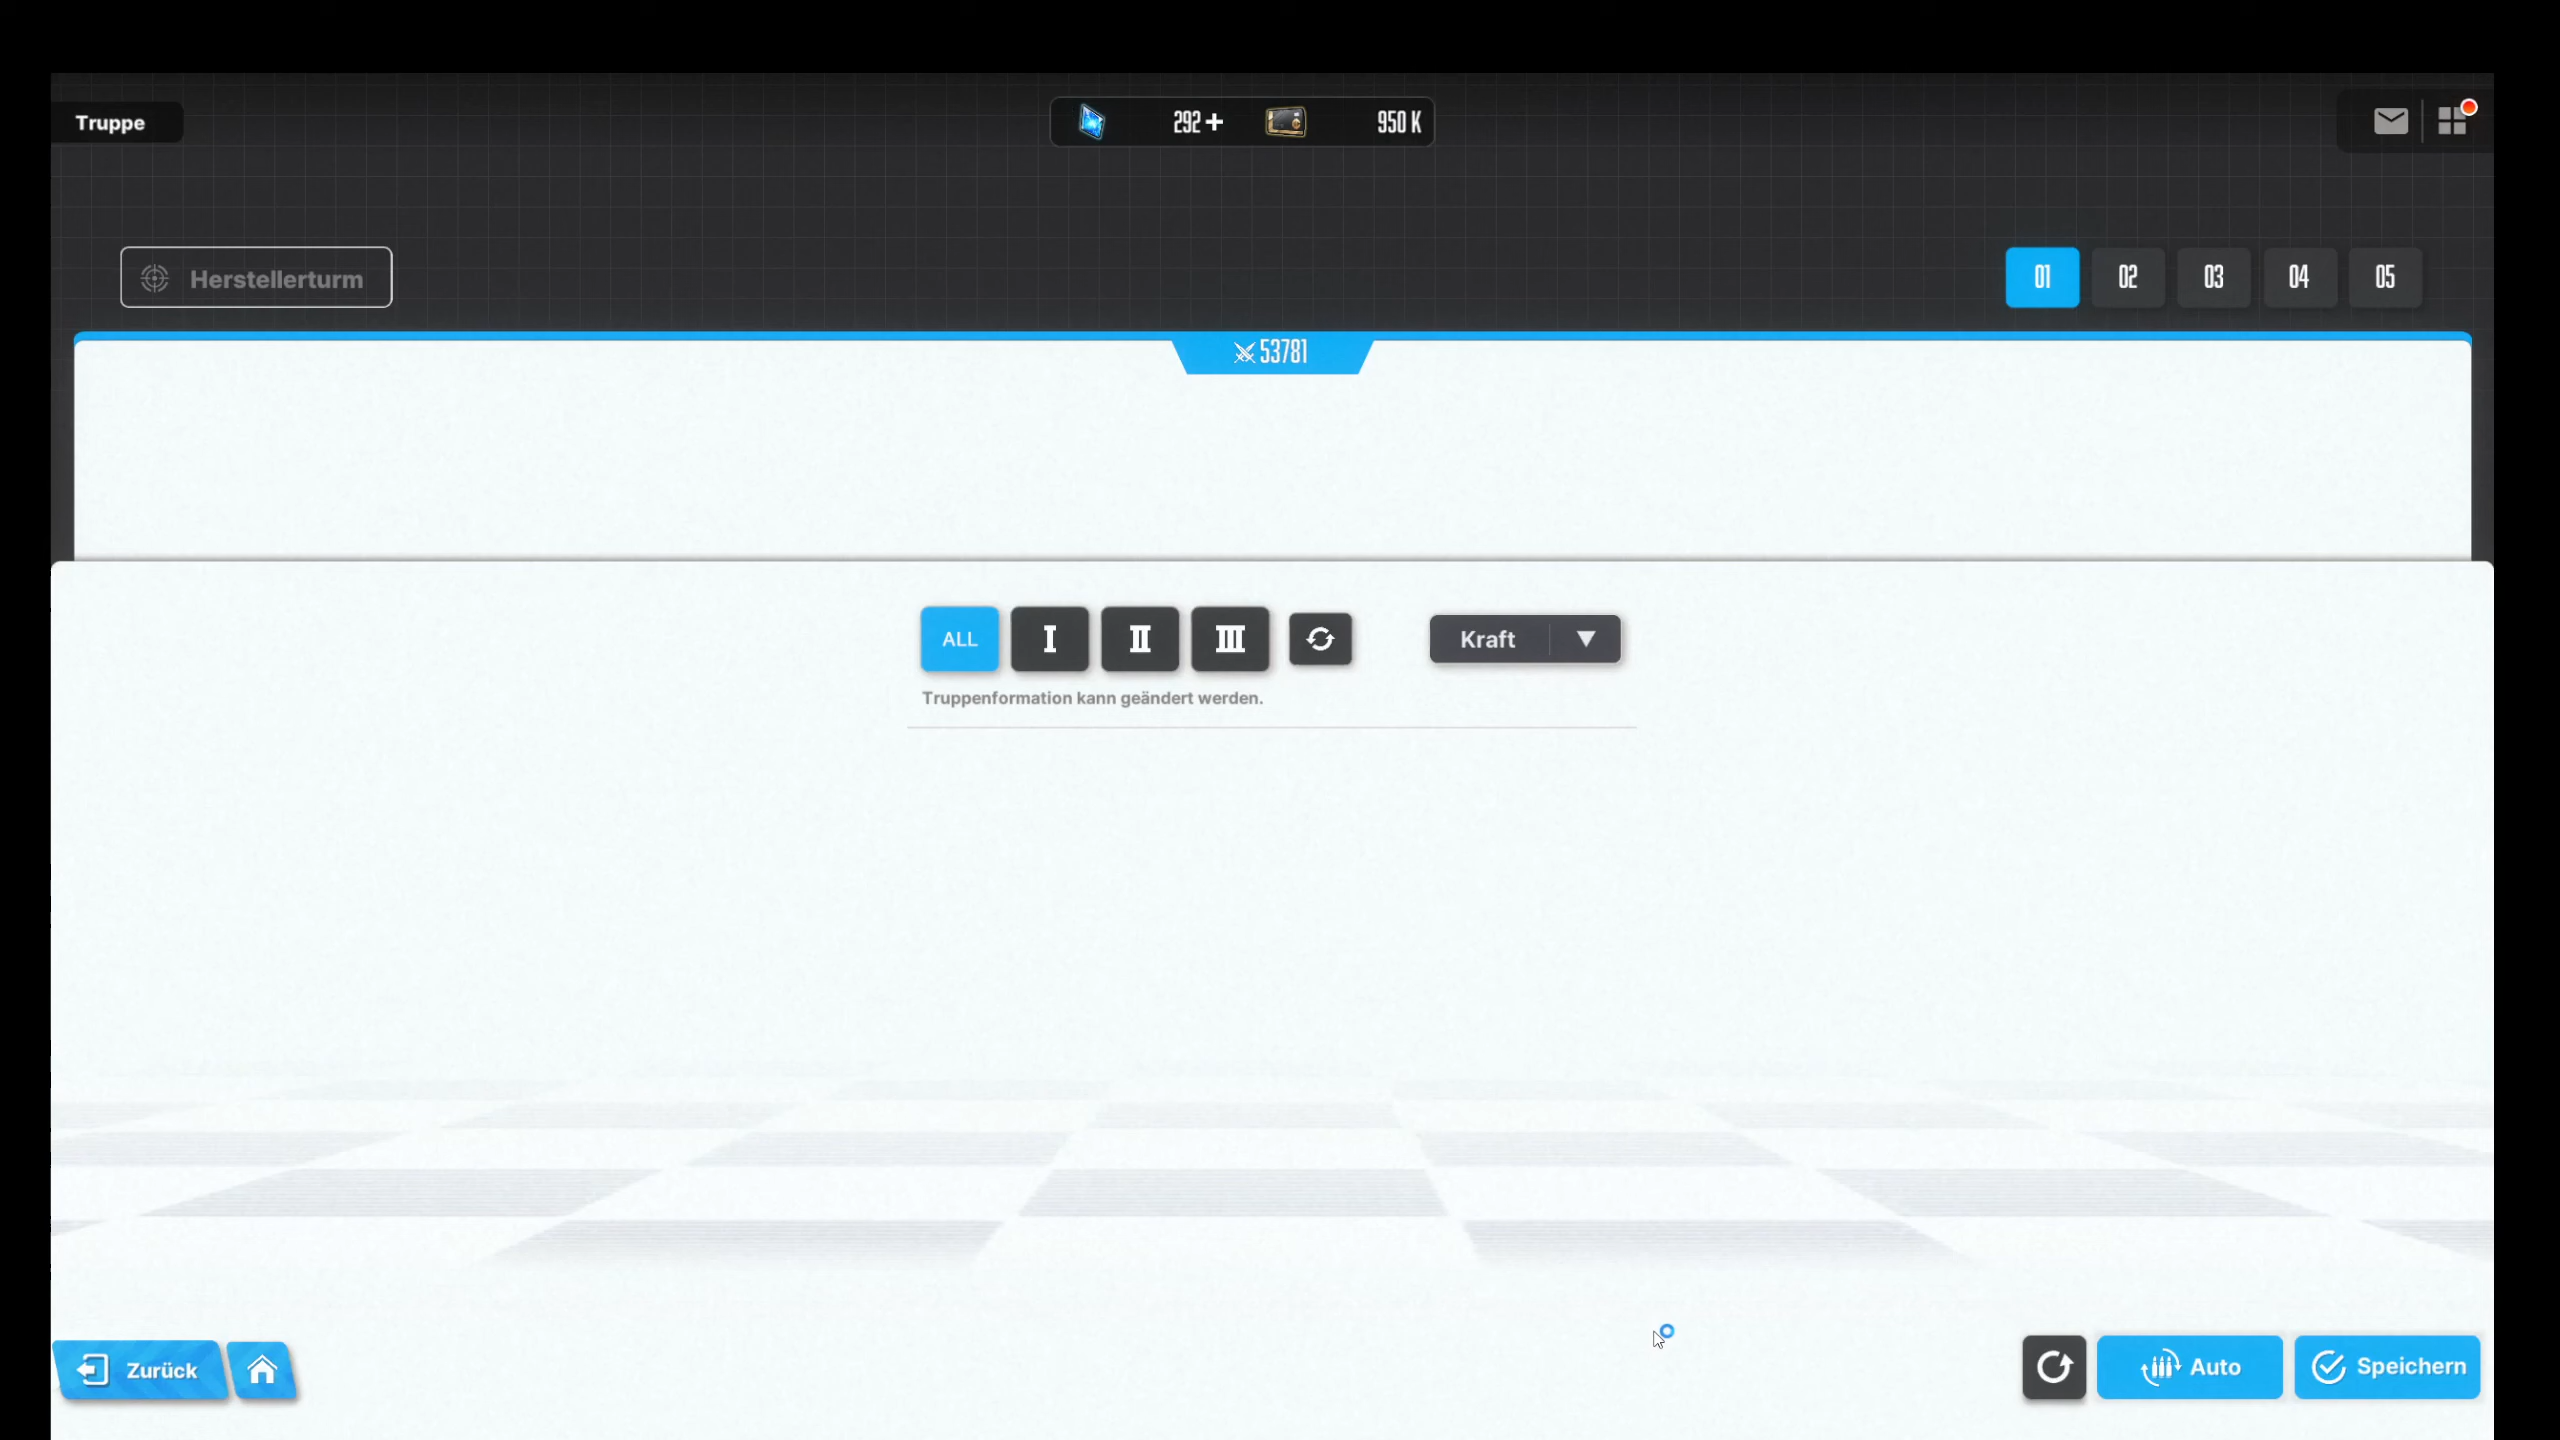 Truppe
292+
950 K
Herstellerturm
01
02
03
04
05
53781
ALL
I
II
III
Kraft
Truppenformation kann geändert werden.
Zurück
Auto
Speichern